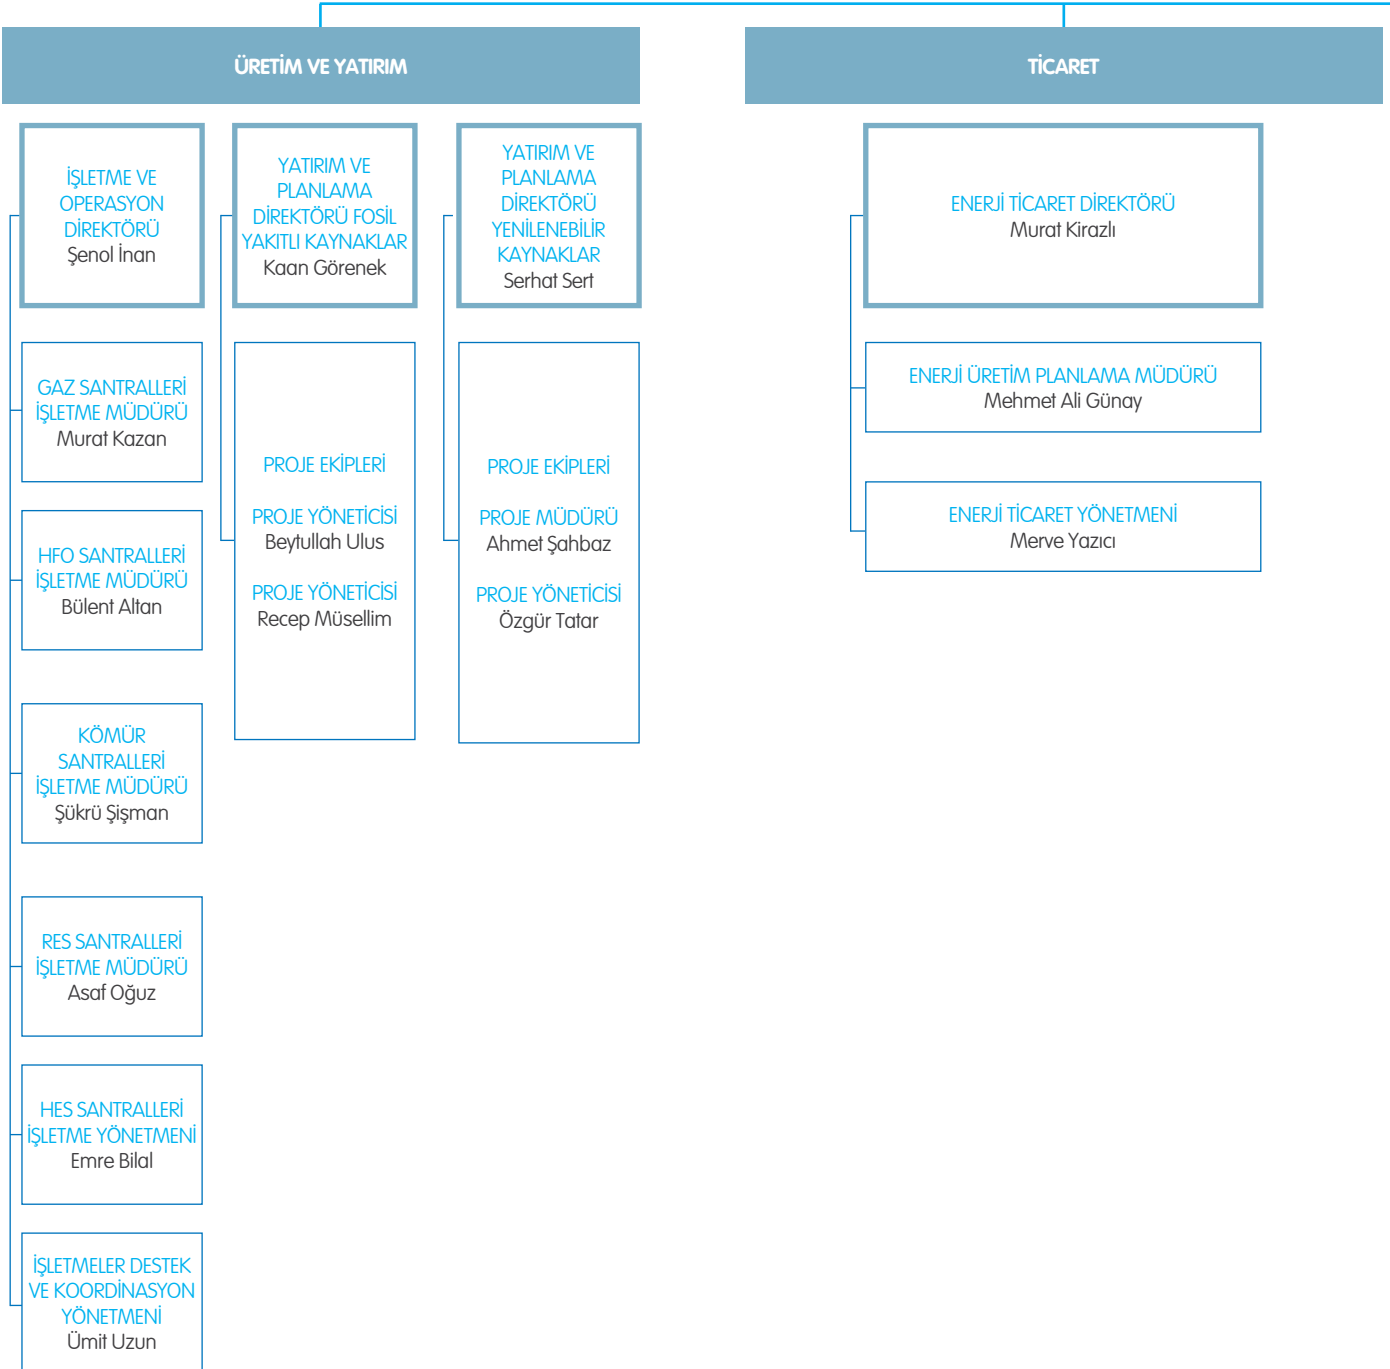 ÜRETİM VE YATIRIM
TİCARET
İŞLETME VE
OPERASYON
DİREKTÖRÜ
Şenol İnan
YATIRIM VE
PLANLAMA
DİREKTÖRÜ FOSİL
YAKITLI KAYNAKLAR
Kaan Görenek
YATIRIM VE
PLANLAMA
DİREKTÖRÜ
YENİLENEBİLİR
KAYNAKLAR
Serhat Sert
ENERJİ TİCARET DİREKTÖRÜ
Murat Kirazlı
GAZ SANTRALLERİ
İŞLETME MÜDÜRÜ
Murat Kazan
HFO SANTRALLERİ
İŞLETME MÜDÜRÜ
Bülent Altan
KÖMÜR
SANTRALLERİ
İŞLETME MÜDÜRÜ
Şükrü Şişman
RES SANTRALLERİ
İŞLETME MÜDÜRÜ
Asaf Oğuz
HES SANTRALLERİ
İŞLETME YÖNETMENİ
Emre Bilal
İŞLETMELER DESTEK
VE KOORDİNASYON
YÖNETMENİ
Ümit Uzun
PROJE EKİPLERİ
PROJE YÖNETİCİSİ
Beytullah Ulus
PROJE YÖNETİCİSİ
Recep Müsellim
PROJE EKİPLERİ
PROJE MÜDÜRÜ
Ahmet Şahbaz
PROJE YÖNETİCİSİ
Özgür Tatar
ENERJİ ÜRETİM PLANLAMA MÜDÜRÜ
Mehmet Ali Günay
ENERJİ TİCARET YÖNETMENİ
Merve Yazıcı